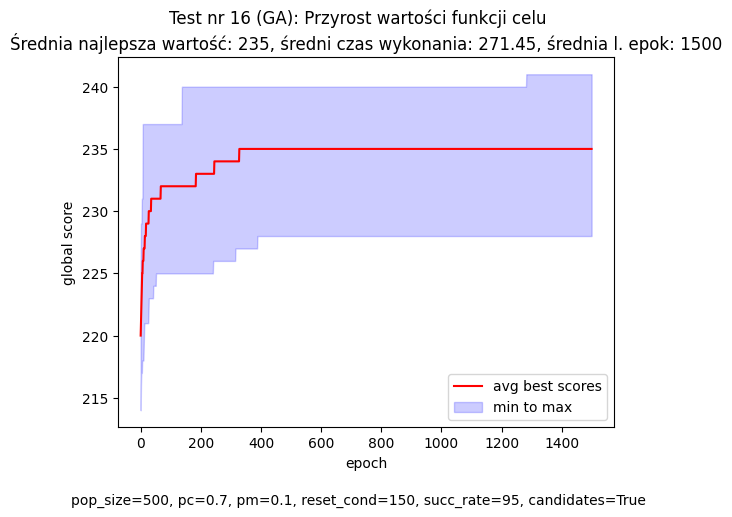 Test nr 16 (GA): Przyrost wartości funkcji celu
Średnia najlepsza wartość: 235, średni czas wykonania: 271.45, średnia l. epok: 1500
240
235
230
225
220
215
global score
avg best scores
min to max
0 200 400 600 800 1000 1200 1400
epoch
pop_size=500, pc=0.7, pm=0.1, reset_cond=150, succ_rate=95, candidates=True